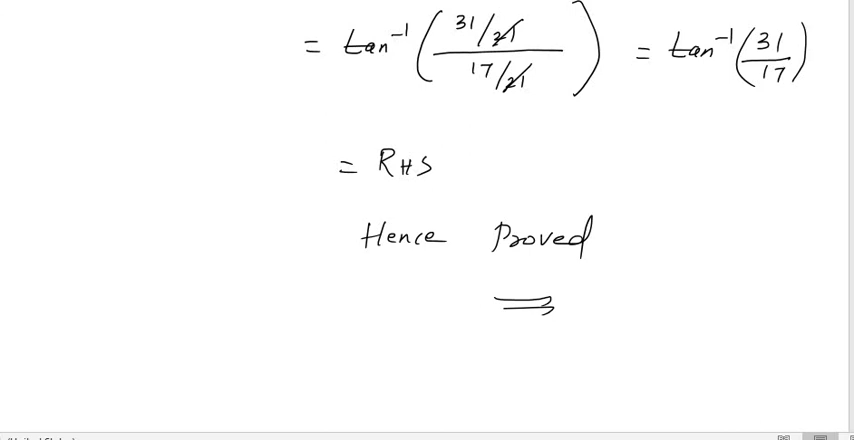 = tan⁻¹ ( 31/21 / 17/21 ) = tan⁻¹ (31/17)
= RHS
Hence Proved